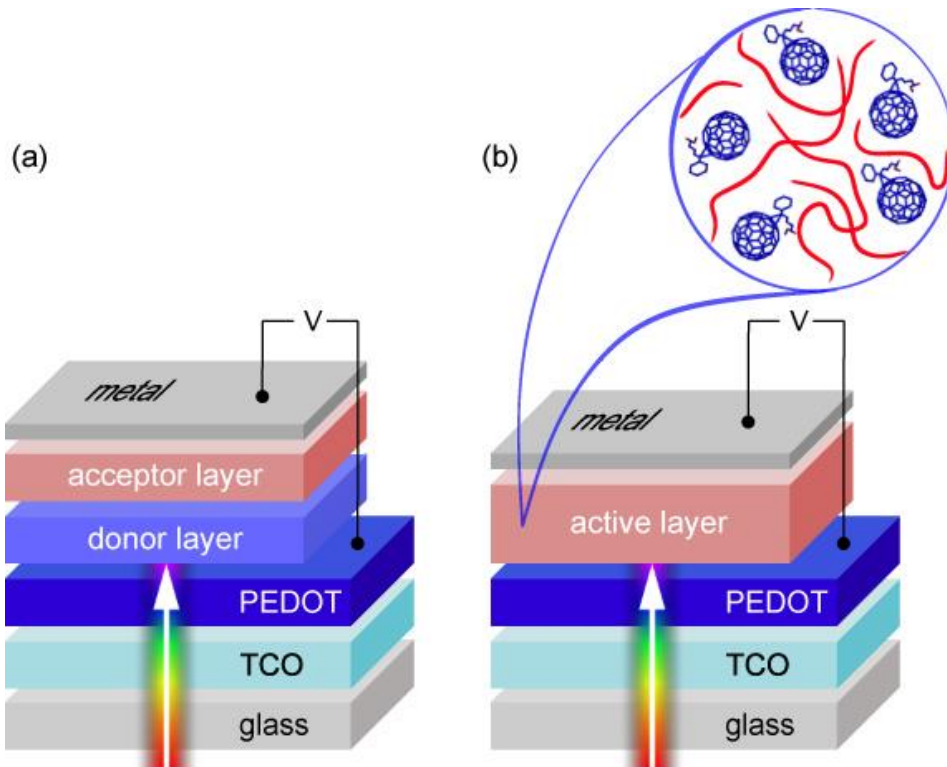 (a)
V
metal
acceptor layer
donor layer
PEDOT
TCO
glass
(b)
V
metal
active layer
PEDOT
TCO
glass